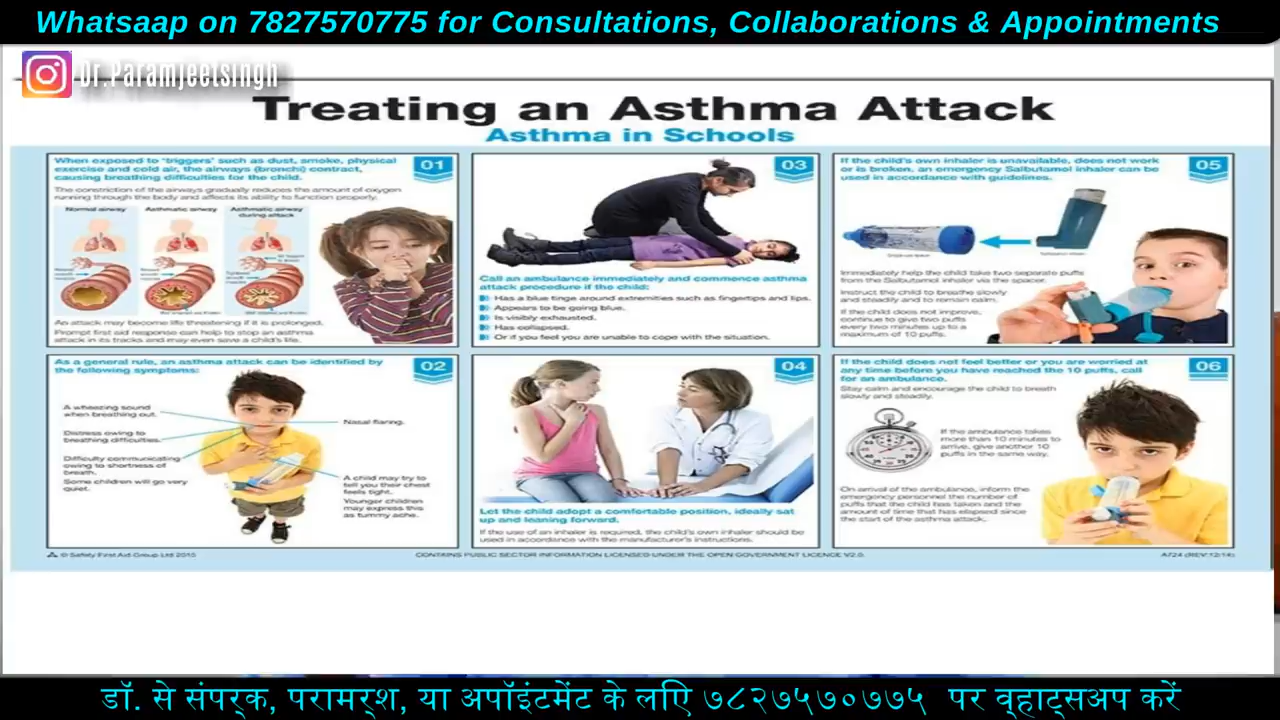 Whatsaap on 7827570775 for Consultations, Collaborations & Appointments
Dr.Paramjeetsingh
Treating an Asthma Attack
Asthma in Schools
01
When exposed to 'triggers' such as dust, smoke, physical
exercise and cold air, the airways (bronchi) contract,
causing breathing difficulties for the child.
The constriction of the airways gradually reduces the amount of oxygen
running through the body and affects its ability to function properly.
Normal airway
Asthmatic airway
Asthmatic airway
during attack
An attack may become life threatening if it is prolonged.
Prompt first aid response can help to stop an asthma
attack in its tracks and may even save a child's life.
02
As a general rule, an asthma attack can be identified by
the following symptoms:
A wheezing sound
when breathing out.
Distress owing to
breathing difficulties.
Difficulty communicating
owing to shortness of
breath.
Some children will go very
quiet.
Nasal flaring.
A child may try to
tell you their chest
feels tight.
Younger children
may express this
as tummy ache.
03
Call an ambulance immediately and commence asthma
attack procedure if the child:
Has a blue tinge around extremities such as fingertips and lips.
Appears to be going blue.
Is visibly exhausted.
Has collapsed.
Or if you feel you are unable to cope with the situation.
04
Let the child adopt a comfortable position, ideally sat
up and leaning forward.
If the use of an inhaler is required, the child's own inhaler should be
used in accordance with the manufacturer's instructions.
05
If the child's own inhaler is unavailable, does not work
or is broken, an emergency Salbutamol inhaler can be
used in accordance with guidelines.
Immediately help the child take two separate puffs
from the Salbutamol inhaler via the spacer.
Instruct the child to breathe slowly
and steadily and to remain calm.
If the child does not improve,
continue to give two puffs
every two minutes up to a
maximum of 10 puffs.
06
If the child does not feel better or you are worried at
any time before you have reached the 10 puffs, call
for an ambulance.
Stay calm and encourage the child to breath
slowly and steadily.
If the ambulance takes
more than 10 minutes to
arrive, give another 10
puffs in the same way.
On arrival of the ambulance, inform the
emergency personnel the number of
puffs that the child has taken and the
amount of time that has elapsed since
the start of the asthma attack.
© Safety First Aid Group Ltd 2015
CONTAINS PUBLIC SECTOR INFORMATION LICENSED UNDER THE OPEN GOVERNMENT LICENCE V2.0.
A724 (REV:12/14)
डॉ. से संपर्क, परामर्श, या अपॉइंटमेंट के लिए ७८२७५७०७७५ पर व्हाट्सअप करें